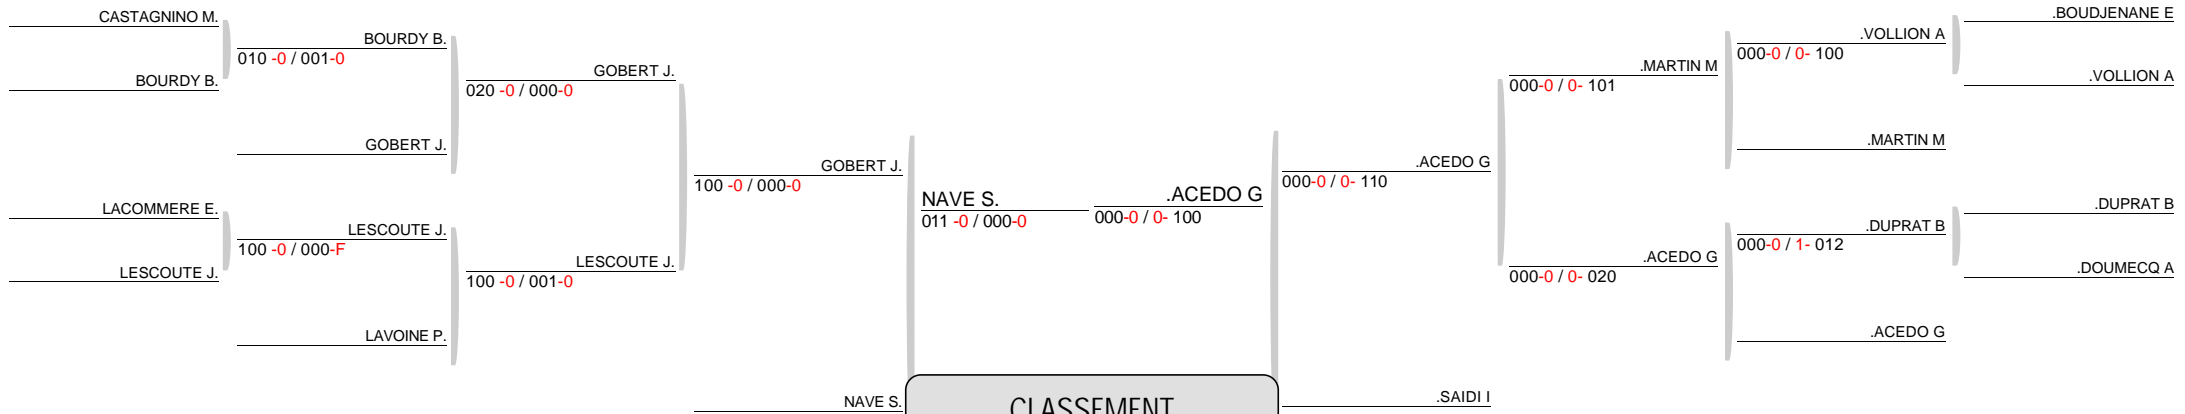 CASTAGNINO M.
BOURDY B.
010 -0 / 001-0
BOURDY B.
GOBERT J.
020 -0 / 000-0
GOBERT J.
LACOMMERE E.
LESCOUTE J.
100 -0 / 000-F
LESCOUTE J.
LESCOUTE J.
100 -0 / 001-0
LAVOINE P.
GOBERT J.
100 -0 / 000-0
NAVE S.
011 -0 / 000-0
NAVE S.
.ACEDO G
000-0 / 0- 100
CLASSEMENT
.ACEDO G
000-0 / 0- 110
.SAIDI I
.MARTIN M
000-0 / 0- 101
.ACEDO G
000-0 / 0- 020
.VOLLION A
000-0 / 0- 100
.MARTIN M
.DUPRAT B
000-0 / 1- 012
.ACEDO G
.BOUDJENANE E
.VOLLION A
.DUPRAT B
.DOUMECQ A